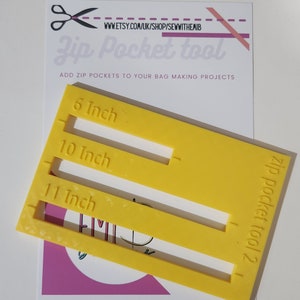 WWW.ETSY.COM/UK/SHOP/SEWWITHEAIB
Zip Pocket tool
ADD ZIP POCKETS TO YOUR BAG MAKING PROJECTS
6 Inch
10 Inch
11 Inch
zip pocket tool 2